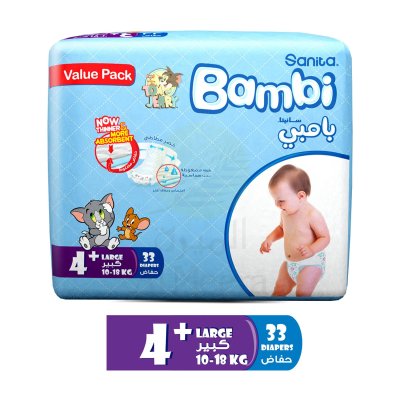 Value Pack
Sanita
Bambi
سانيتا
بامبي
NOW
THINNER
& MORE
ABSORBENT
4+
LARGE
كبير
10-18 KG
33
DIAPERS
حفاض
4+
LARGE
كبير
10-18 KG
33
DIAPERS
حفاض